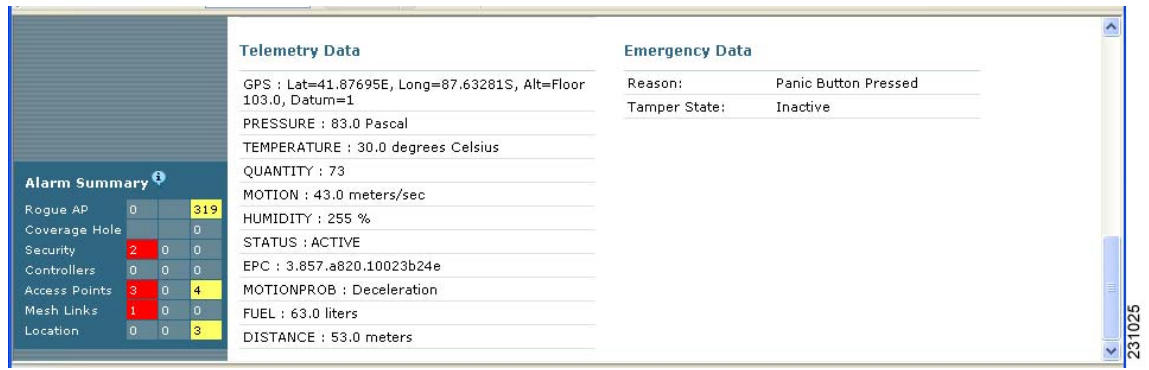 Telemetry Data
GPS : Lat=41.87695E, Long=87.63281S, Alt=Floor
103.0, Datum=1
PRESSURE : 83.0 Pascal
TEMPERATURE : 30.0 degrees Celsius
QUANTITY : 73
MOTION : 43.0 meters/sec
HUMIDITY : 255 %
STATUS : ACTIVE
EPC : 3.857.a820.10023b24e
MOTIONPROB : Deceleration
FUEL : 63.0 liters
DISTANCE : 53.0 meters
Emergency Data
Reason: Panic Button Pressed
Tamper State: Inactive
Alarm Summary
Rogue AP 0 319
Coverage Hole 0
Security 2 0 0
Controllers 0 0 0
Access Points 3 0 4
Mesh Links 1 0 0
Location 0 0 3
231025